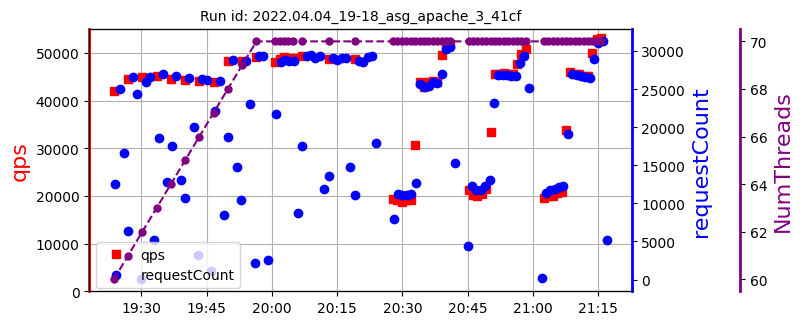 Run id: 2022.04.04_19-18_asg_apache_3_41cf
50000
40000
30000
20000
10000
0
qps
30000
25000
20000
15000
10000
5000
0
requestCount
70
68
66
64
62
60
NumThreads
qps
requestCount
19:30 19:45 20:00 20:15 20:30 20:45 21:00 21:15